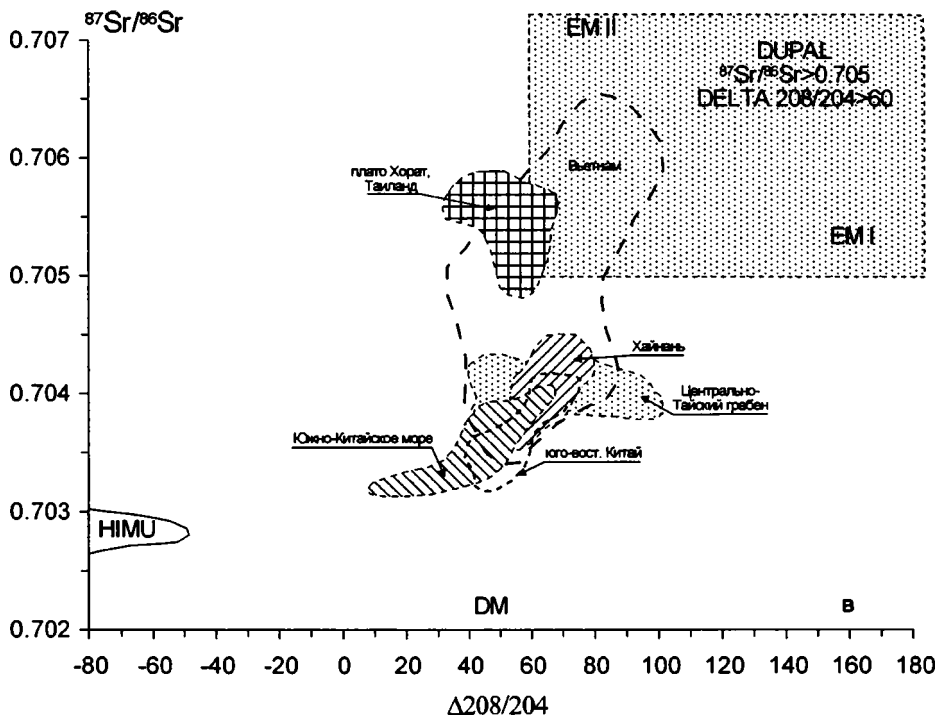 ⁸⁷Sr/⁸⁶Sr
0.707
0.706
0.705
0.704
0.703
0.702
EM II
DUPAL
⁸⁷Sr/⁸⁶Sr>0.705
DELTA 208/204>60
Вьетнам
плато Хорат,
Таиланд
EM I
Хайнань
Центрально-
Тайский грабен
Южно-Китайское море
юго-вост. Китай
HIMU
DM
в
-80 -60 -40 -20 0 20 40 60 80 100 120 140 160 180
Δ208/204